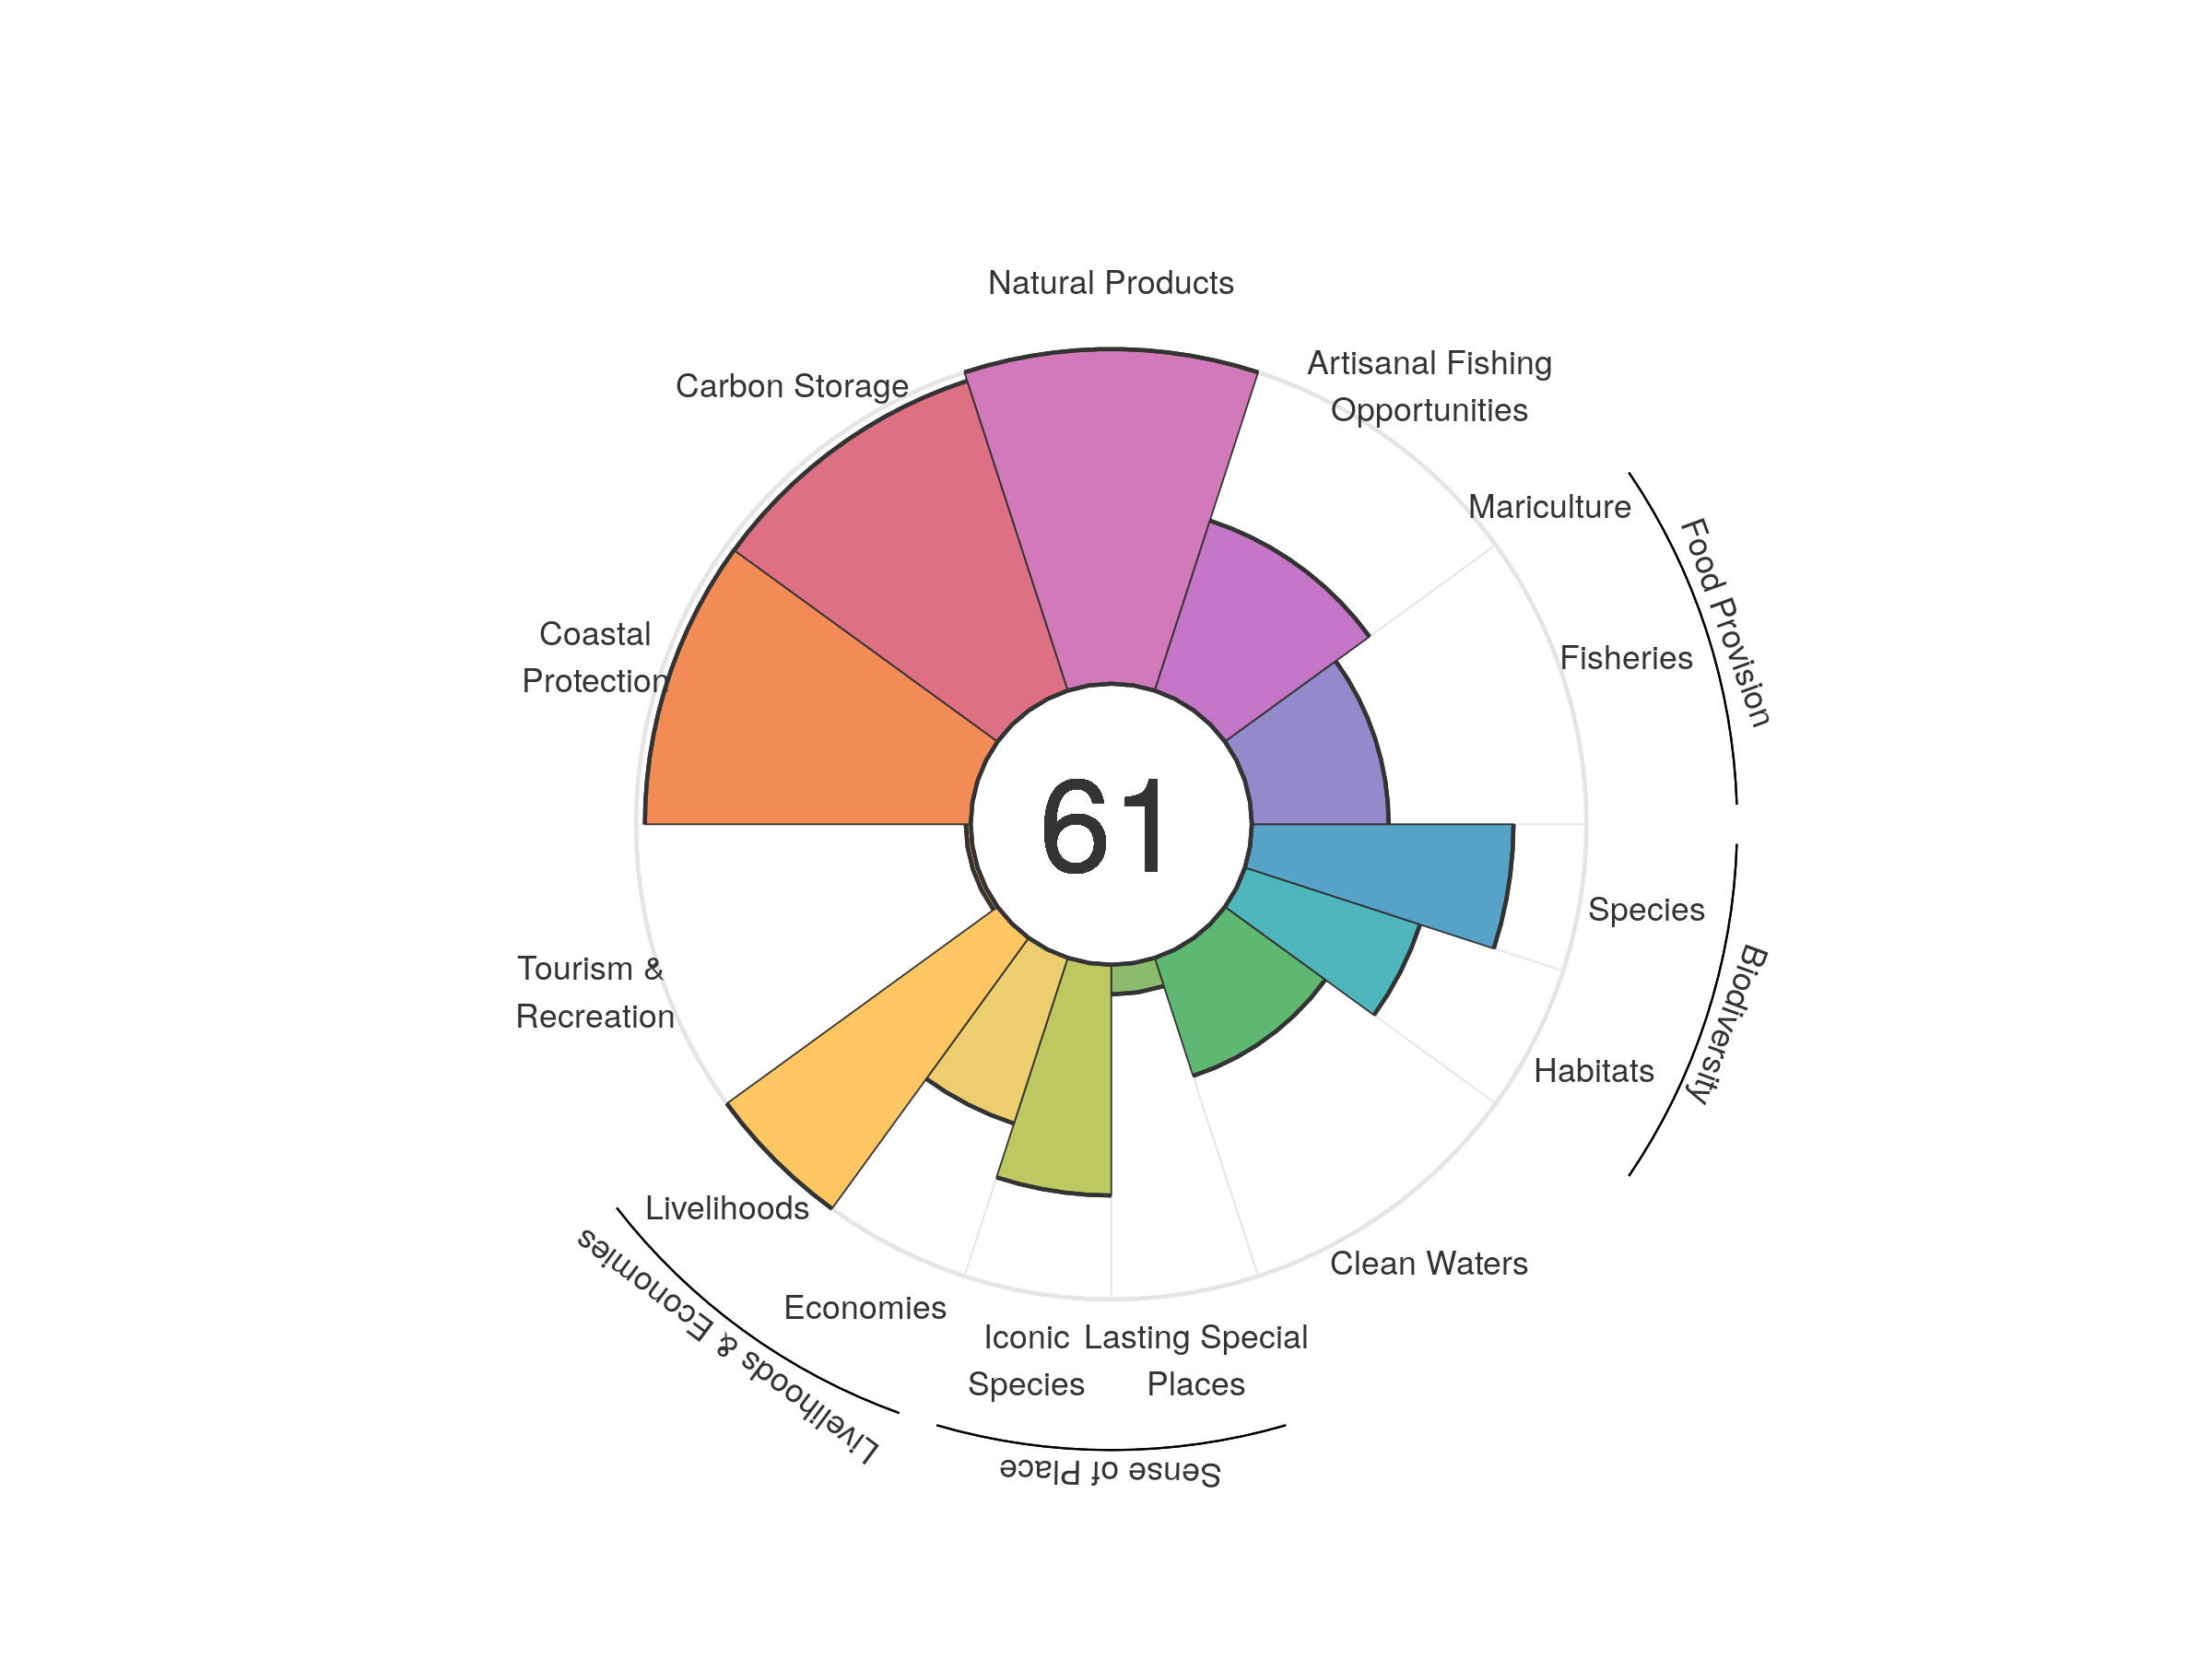 Natural Products
Artisanal Fishing
Opportunities
Carbon Storage
Mariculture
Food Provision
Fisheries
Coastal
Protection
61
Species
Biodiversity
Tourism &
Recreation
Habitats
Livelihoods
Clean Waters
Livelihoods & Economies
Economies
Iconic
Species
Lasting Special
Places
Sense of Place